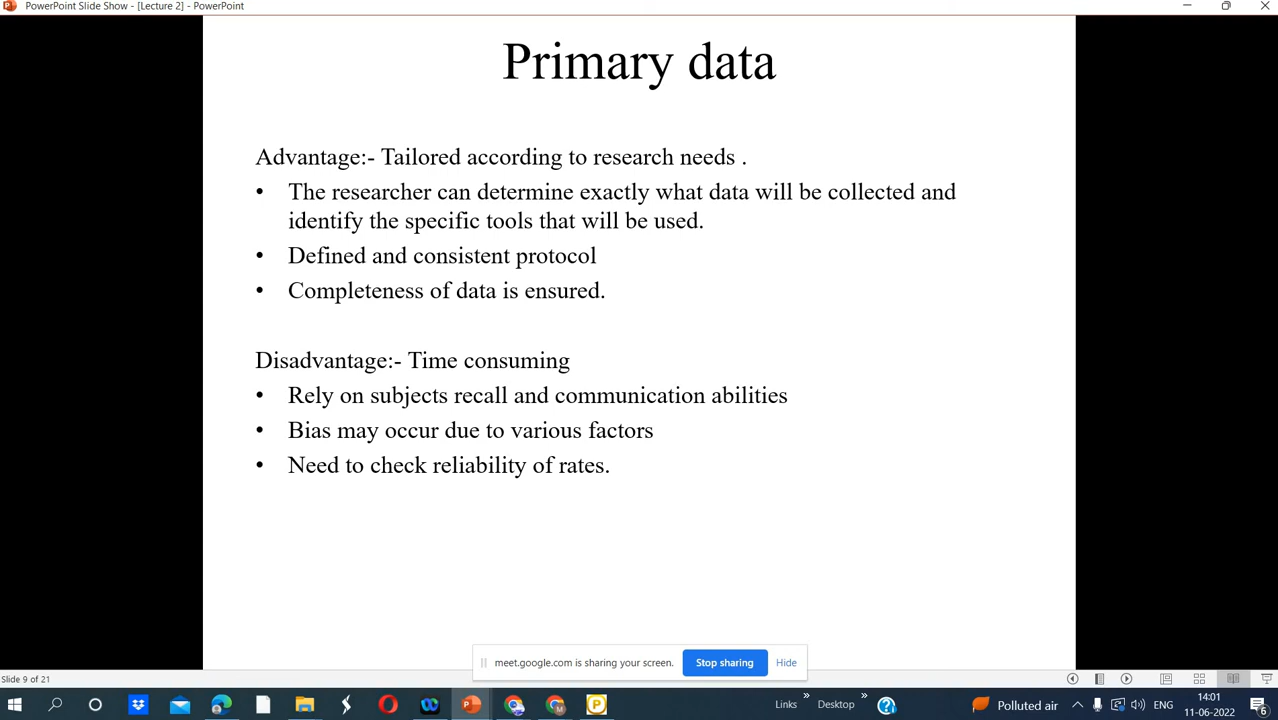 PowerPoint Slide Show - [Lecture 2] - PowerPoint
Primary data
Advantage:- Tailored according to research needs .
• The researcher can determine exactly what data will be collected and
identify the specific tools that will be used.
• Defined and consistent protocol
• Completeness of data is ensured.
Disadvantage:- Time consuming
• Rely on subjects recall and communication abilities
• Bias may occur due to various factors
• Need to check reliability of rates.
meet.google.com is sharing your screen. Stop sharing Hide
Slide 9 of 21
Links » Desktop » Polluted air ENG 14:01
11-06-2022 6